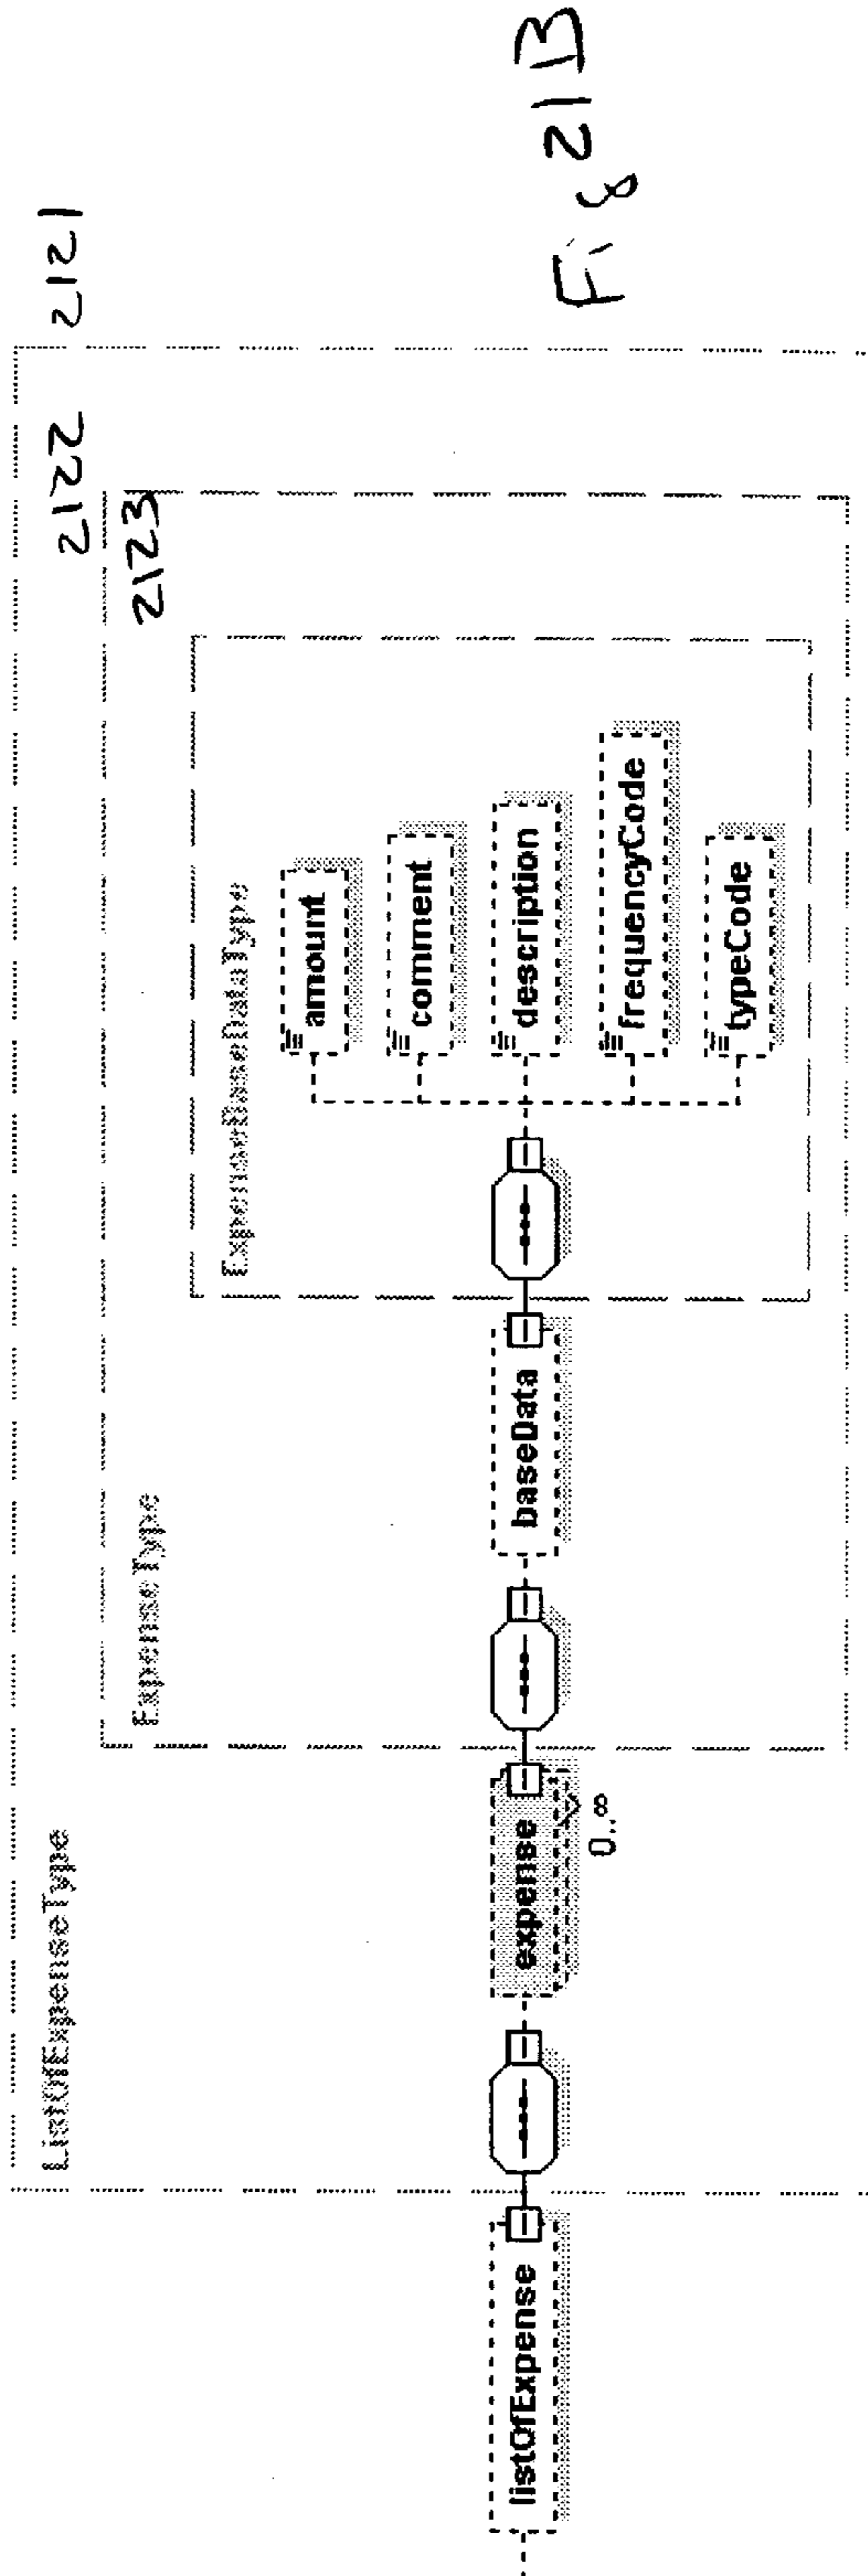 2121
2122
2123
ListOfExpenseType
ExpenseType
ExpenseBaseDataType
listOfExpense
expense
0..∞
baseData
amount
comment
description
frequencyCode
typeCode
Fig 21B